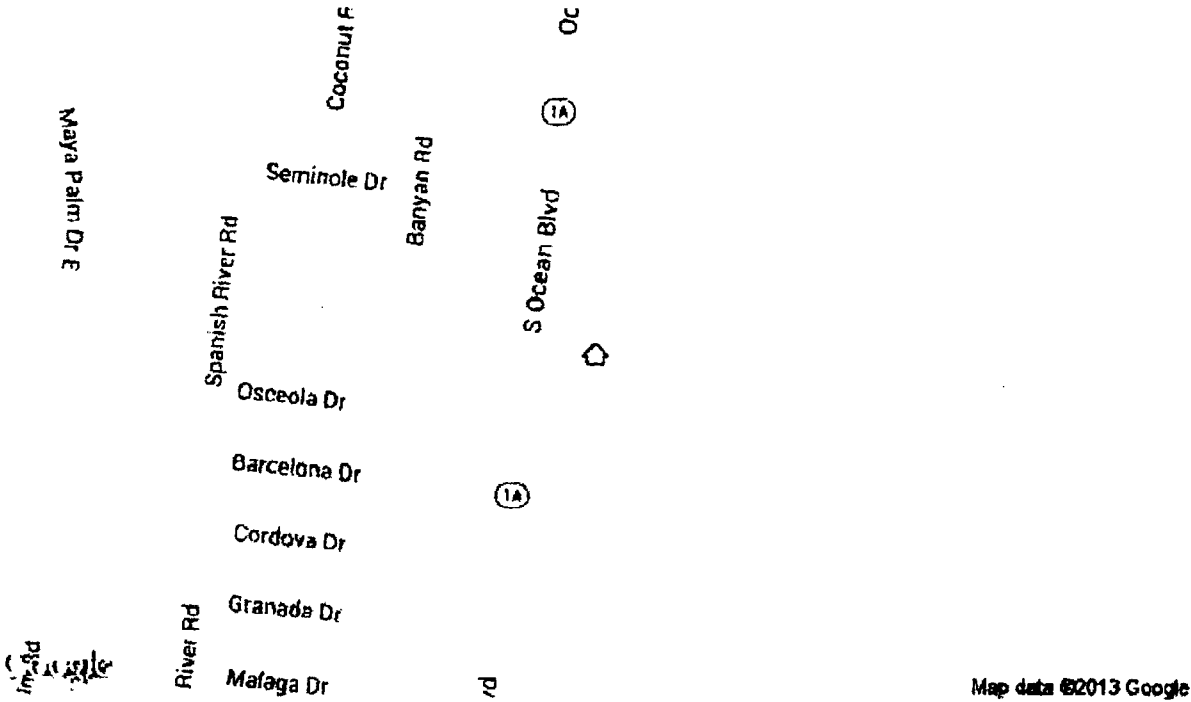 Coconut
Oc
1A
Maya Palm Dr E
Seminole Dr
Banyan Rd
S Ocean Blvd
Spanish River Rd
Osceola Dr
Barcelona Dr
1A
Cordova Dr
Granada Dr
River Rd
Malaga Dr
Map data ©2013 Google